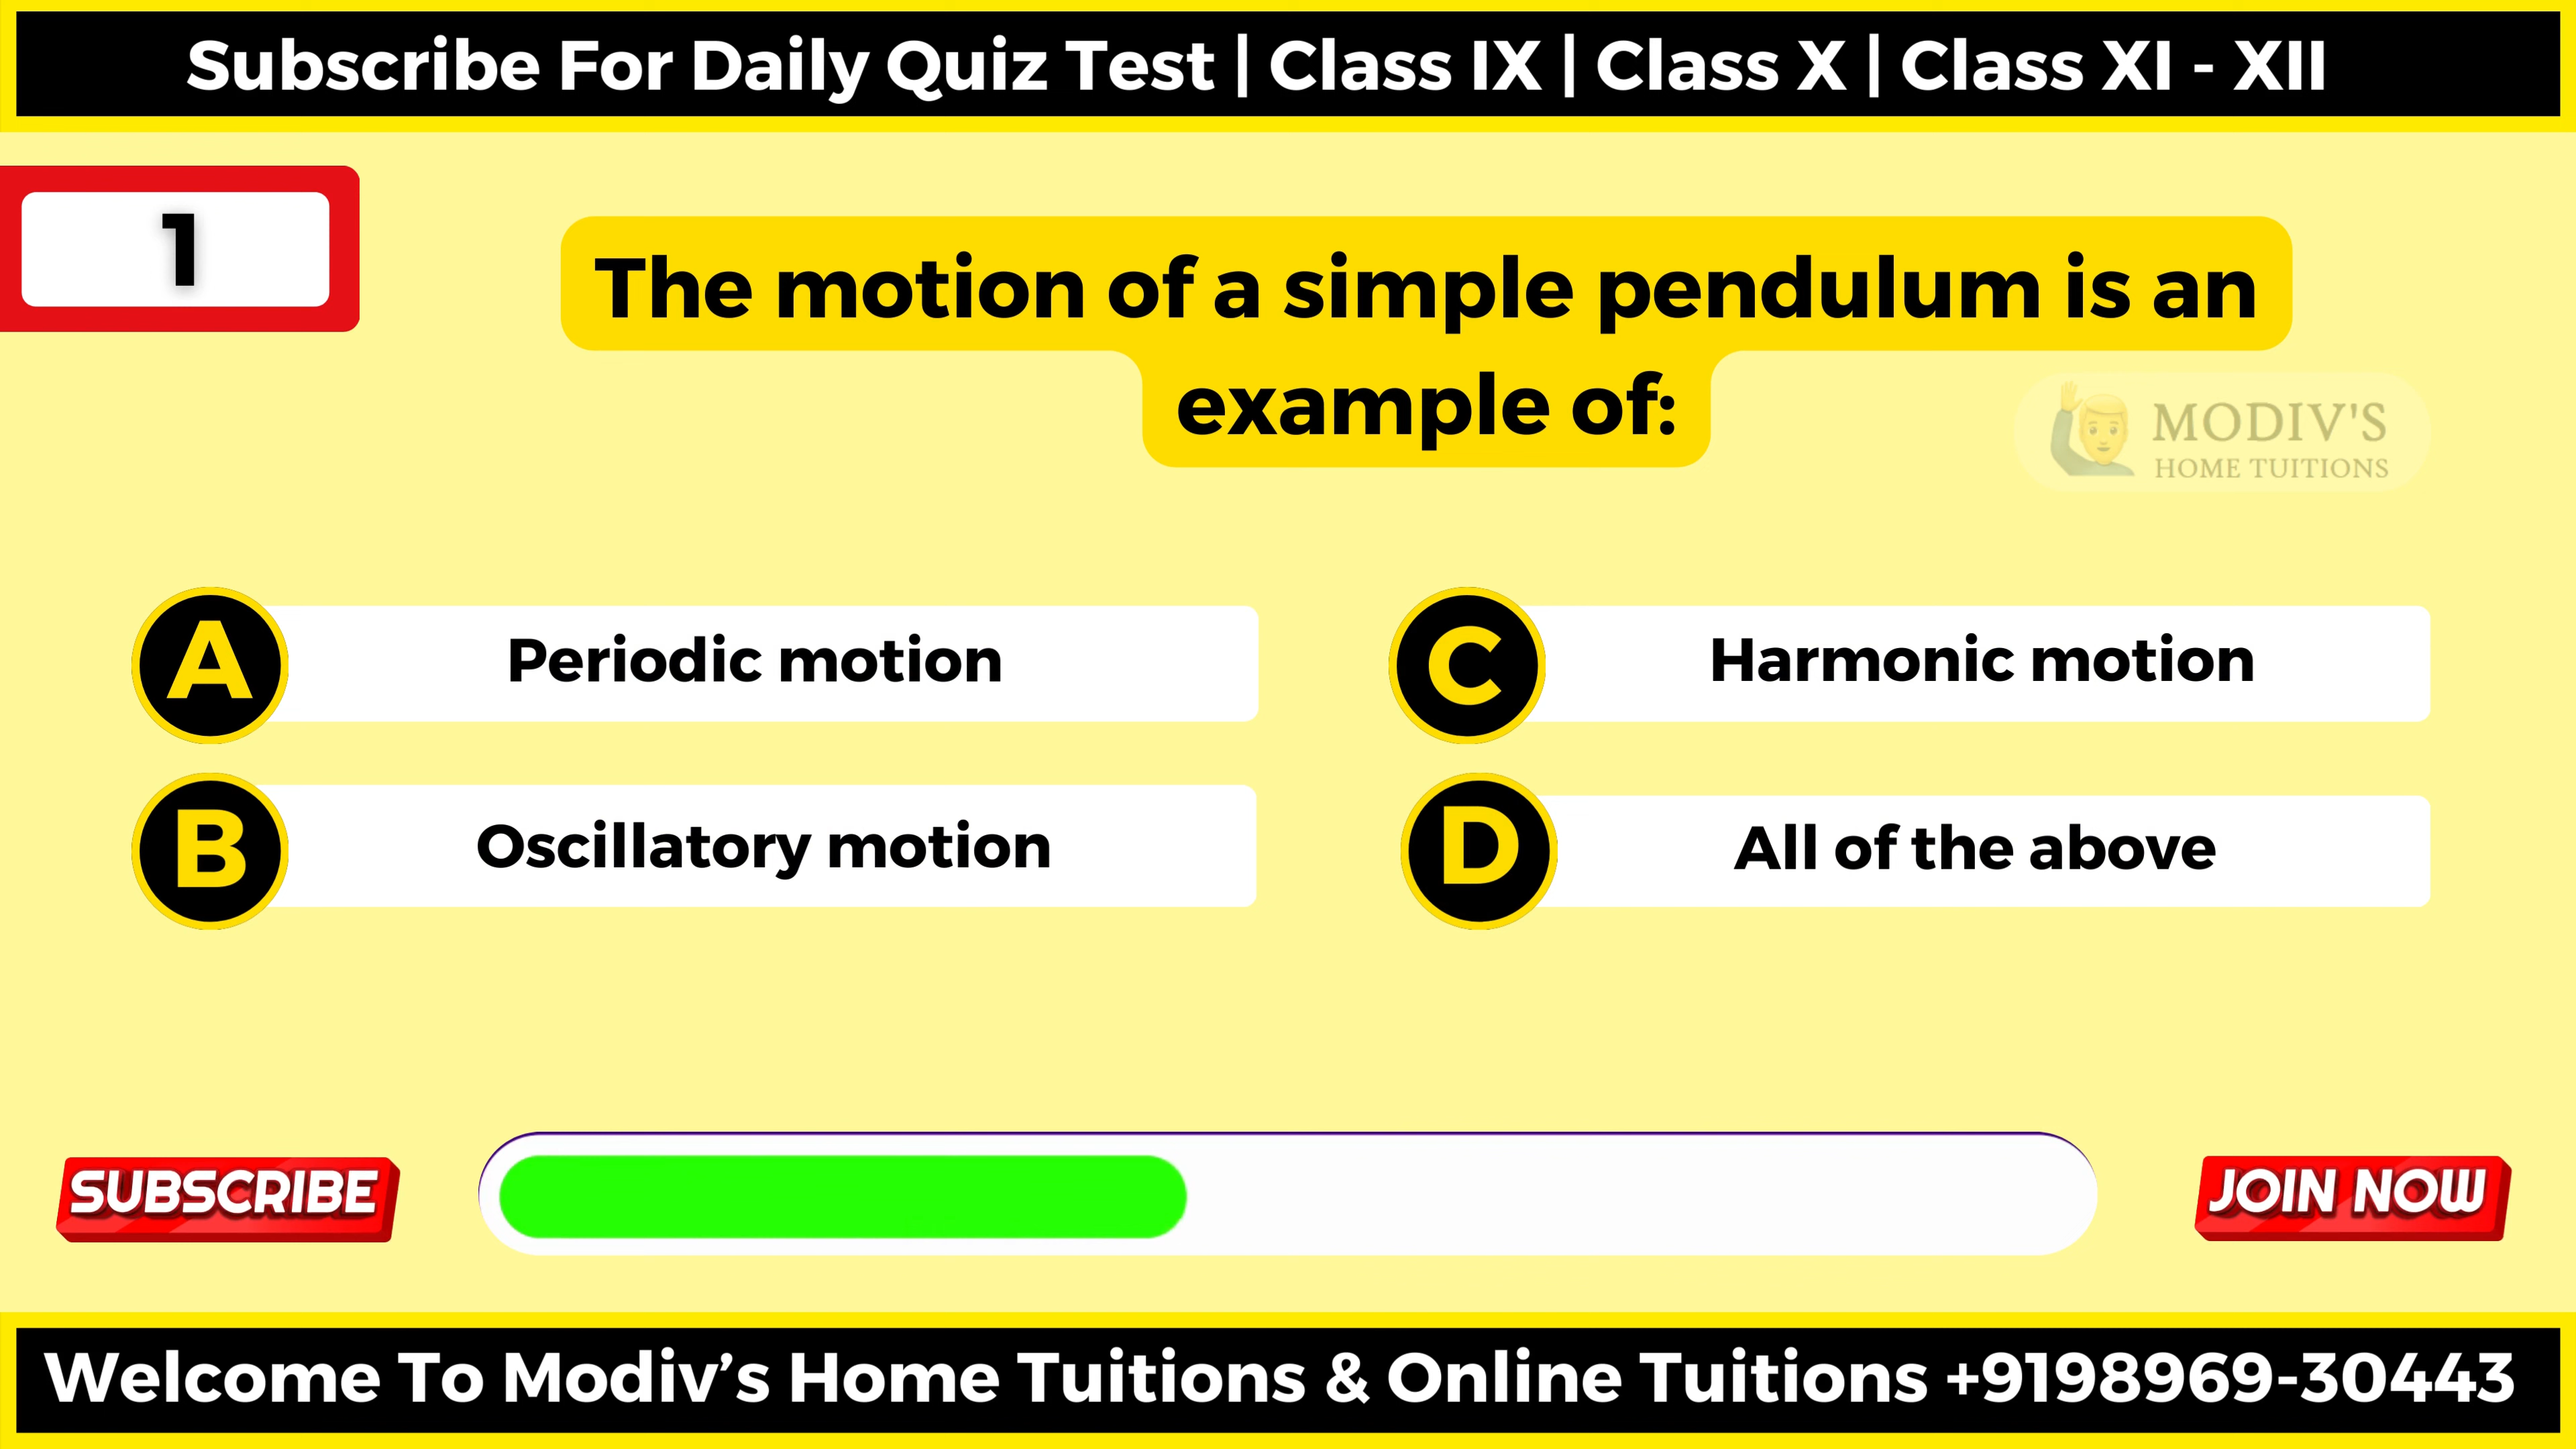 Subscribe For Daily Quiz Test | Class IX | Class X | Class XI - XII
1
The motion of a simple pendulum is an
example of:
MODIV'S
HOME TUITIONS
A
Periodic motion
B
Oscillatory motion
C
Harmonic motion
D
All of the above
SUBSCRIBE
JOIN NOW
Welcome To Modiv’s Home Tuitions & Online Tuitions +9198969-30443